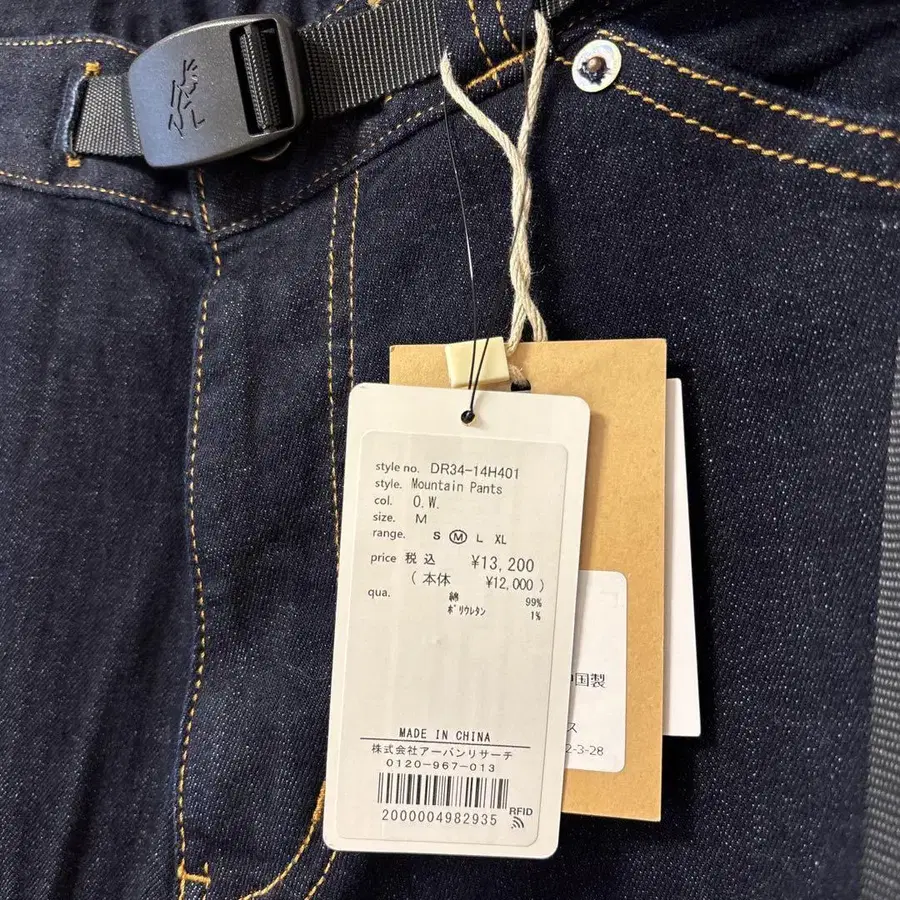 style no. DR34-14H401
style. Mountain Pants
col. O.W.
size. M
range. S Ⓜ L XL
price 税込 ¥13,200
(本体 ¥12,000)
qua. 綿 99%
ポリウレタン 1%
MADE IN CHINA
株式会社アーバンリサーチ
0120-967-013
2000004982935
RFID
国製
ス
2-3-28